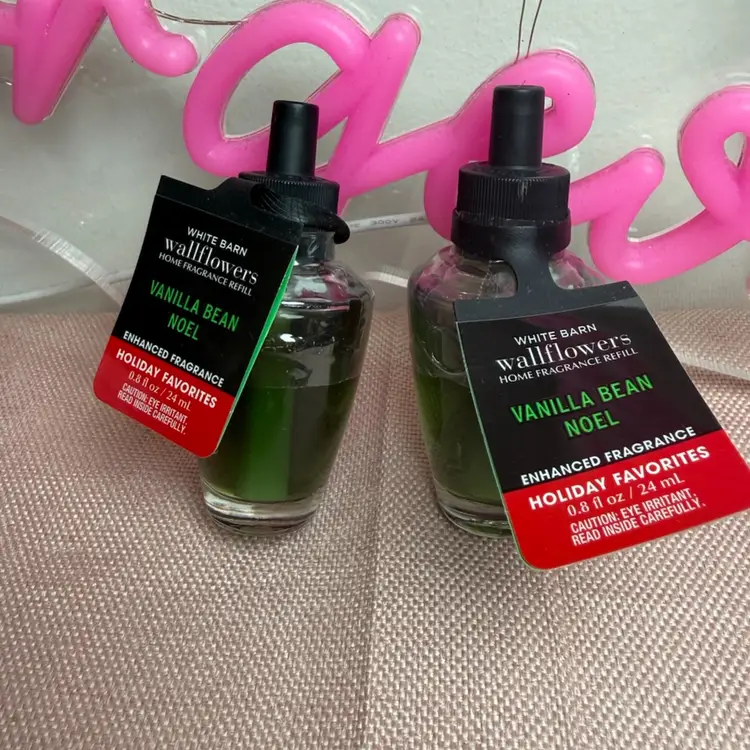 WHITE BARN
wallflowers
HOME FRAGRANCE REFILL
VANILLA BEAN
NOEL
ENHANCED FRAGRANCE
HOLIDAY FAVORITES
0.8 fl oz / 24 mL
CAUTION: EYE IRRITANT.
READ INSIDE CAREFULLY.
WHITE BARN
wallflowers
HOME FRAGRANCE REFILL
VANILLA BEAN
NOEL
ENHANCED FRAGRANCE
HOLIDAY FAVORITES
0.8 fl oz / 24 mL
CAUTION: EYE IRRITANT.
READ INSIDE CAREFULLY.
300V